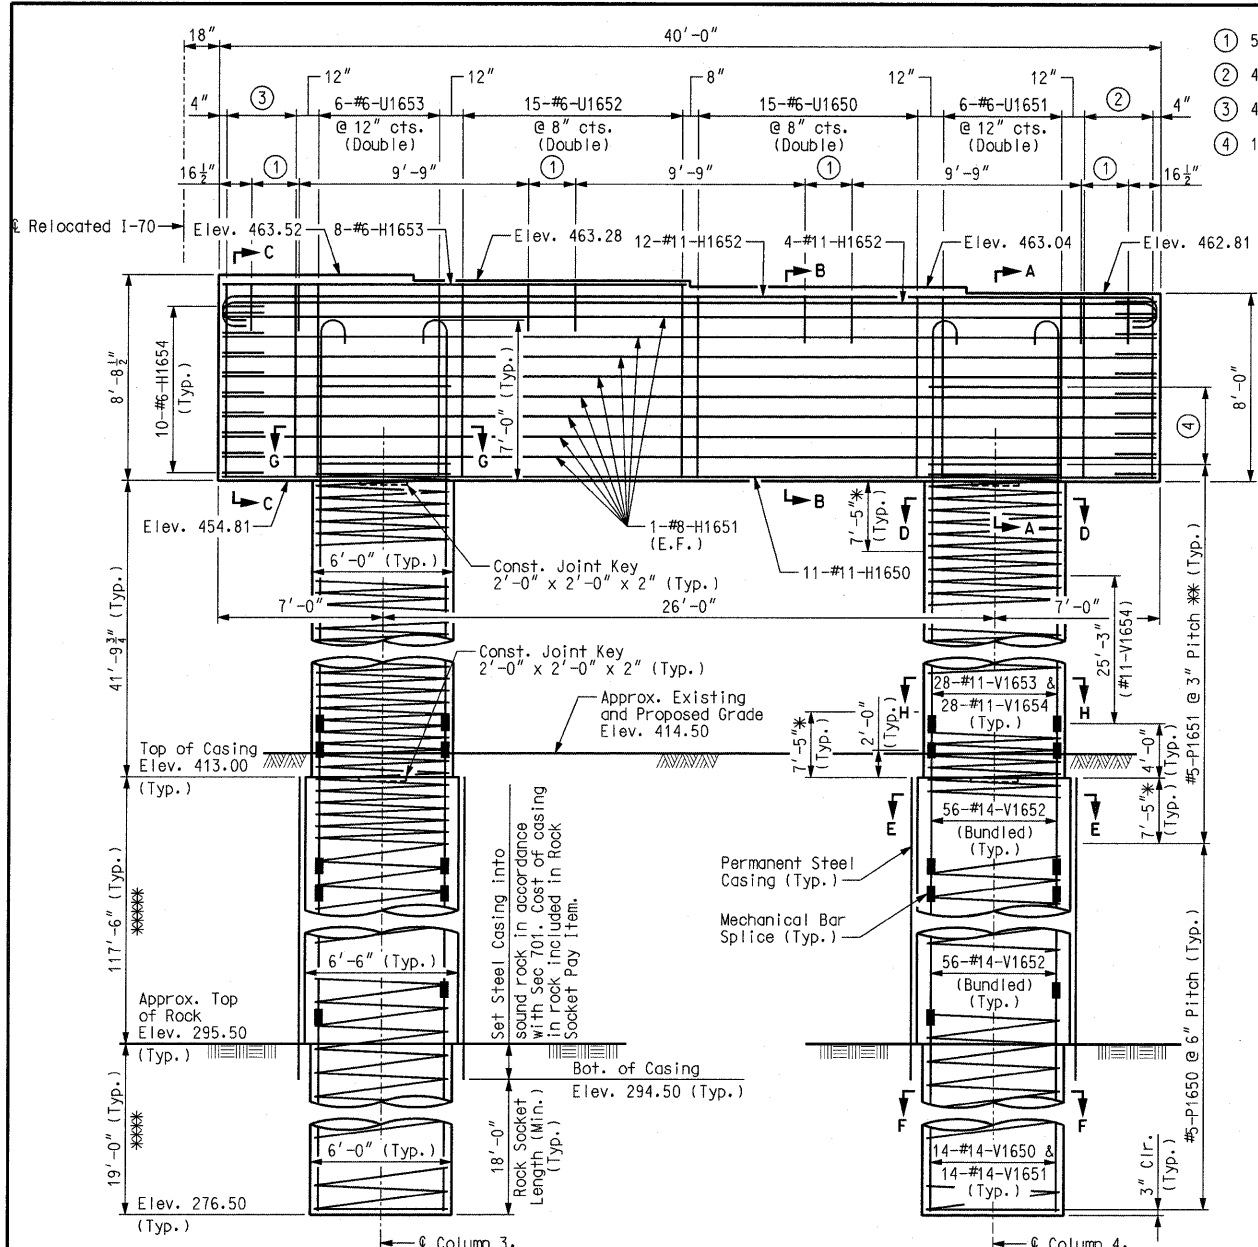 18"
40'-0"
① 5
② 4
③ 4
④ 1
12"
12"
8"
12"
12"
4"
③
6-#6-U1653
@ 12" cts.
(Double)
15-#6-U1652
@ 8" cts.
(Double)
15-#6-U1650
@ 8" cts.
(Double)
6-#6-U1651
@ 12" cts.
(Double)
②
4"
16½"
①
9'-9"
①
9'-9"
①
9'-9"
①
16½"
℄ Relocated I-70
Elev. 463.52
8-#6-H1653
Elev. 463.28
12-#11-H1652
4-#11-H1652
Elev. 463.04
Elev. 462.81
C
B
A
8'-8½"
10-#6-H1654
(Typ.)
7'-0" (Typ.)
8'-0"
④
G
G
C
B
Elev. 454.81
1-#8-H1651
(E.F.)
7'-5"*
(Typ.)
D
A
D
6'-0" (Typ.)
Const. Joint Key
2'-0" x 2'-0" x 2" (Typ.)
11-#11-H1650
7'-0"
26'-0"
7'-0"
41'-9¾" (Typ.)
25'-3"
(#11-V1654)
#5-P1651 @ 3" Pitch ** (Typ.)
Const. Joint Key
2'-0" x 2'-0" x 2" (Typ.)
28-#11-V1653 &
28-#11-V1654
(Typ.)
H
H
Approx. Existing
and Proposed Grade
Elev. 414.50
7'-5"*
(Typ.)
2'-0"
(Typ.)
4'-0"
(Typ.)
Top of Casing
Elev. 413.00
(Typ.)
7'-5"*
(Typ.)
E
E
56-#14-V1652
(Bundled)
(Typ.)
117'-6" (Typ.)
****
Set Steel Casing into
sound rock in accordance
with Sec 701. Cost of casing
in rock included in Rock
Socket Pay Item.
Permanent Steel
Casing (Typ.)
Mechanical Bar
Splice (Typ.)
6'-6" (Typ.)
56-#14-V1652
(Bundled)
(Typ.)
Approx. Top
of Rock
Elev. 295.50
(Typ.)
#5-P1650 @ 6" Pitch (Typ.)
Bot. of Casing
Elev. 294.50 (Typ.)
F
F
19'-0" (Typ.)
6'-0" (Typ.)
18'-0"
Rock Socket
Length (Min.)
(Typ.)
14-#14-V1650 &
14-#14-V1651
(Typ.)
3" Clr.
(Typ.)
Elev. 276.50
(Typ.)
℄ Column 3.
℄ Column 4.